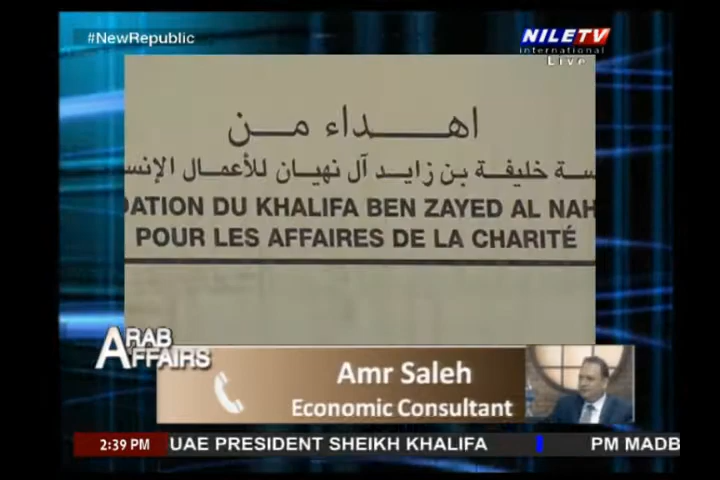 #NewRepublic
NILETV
international
Live
اهداء من
سة خليفة بن زايد آل نهيان للأعمال الإنس
DATION DU KHALIFA BEN ZAYED AL NAH
POUR LES AFFAIRES DE LA CHARITÉ
ARAB
AFFAIRS
Amr Saleh
Economic Consultant
2:39 PM UAE PRESIDENT SHEIKH KHALIFA PM MADB